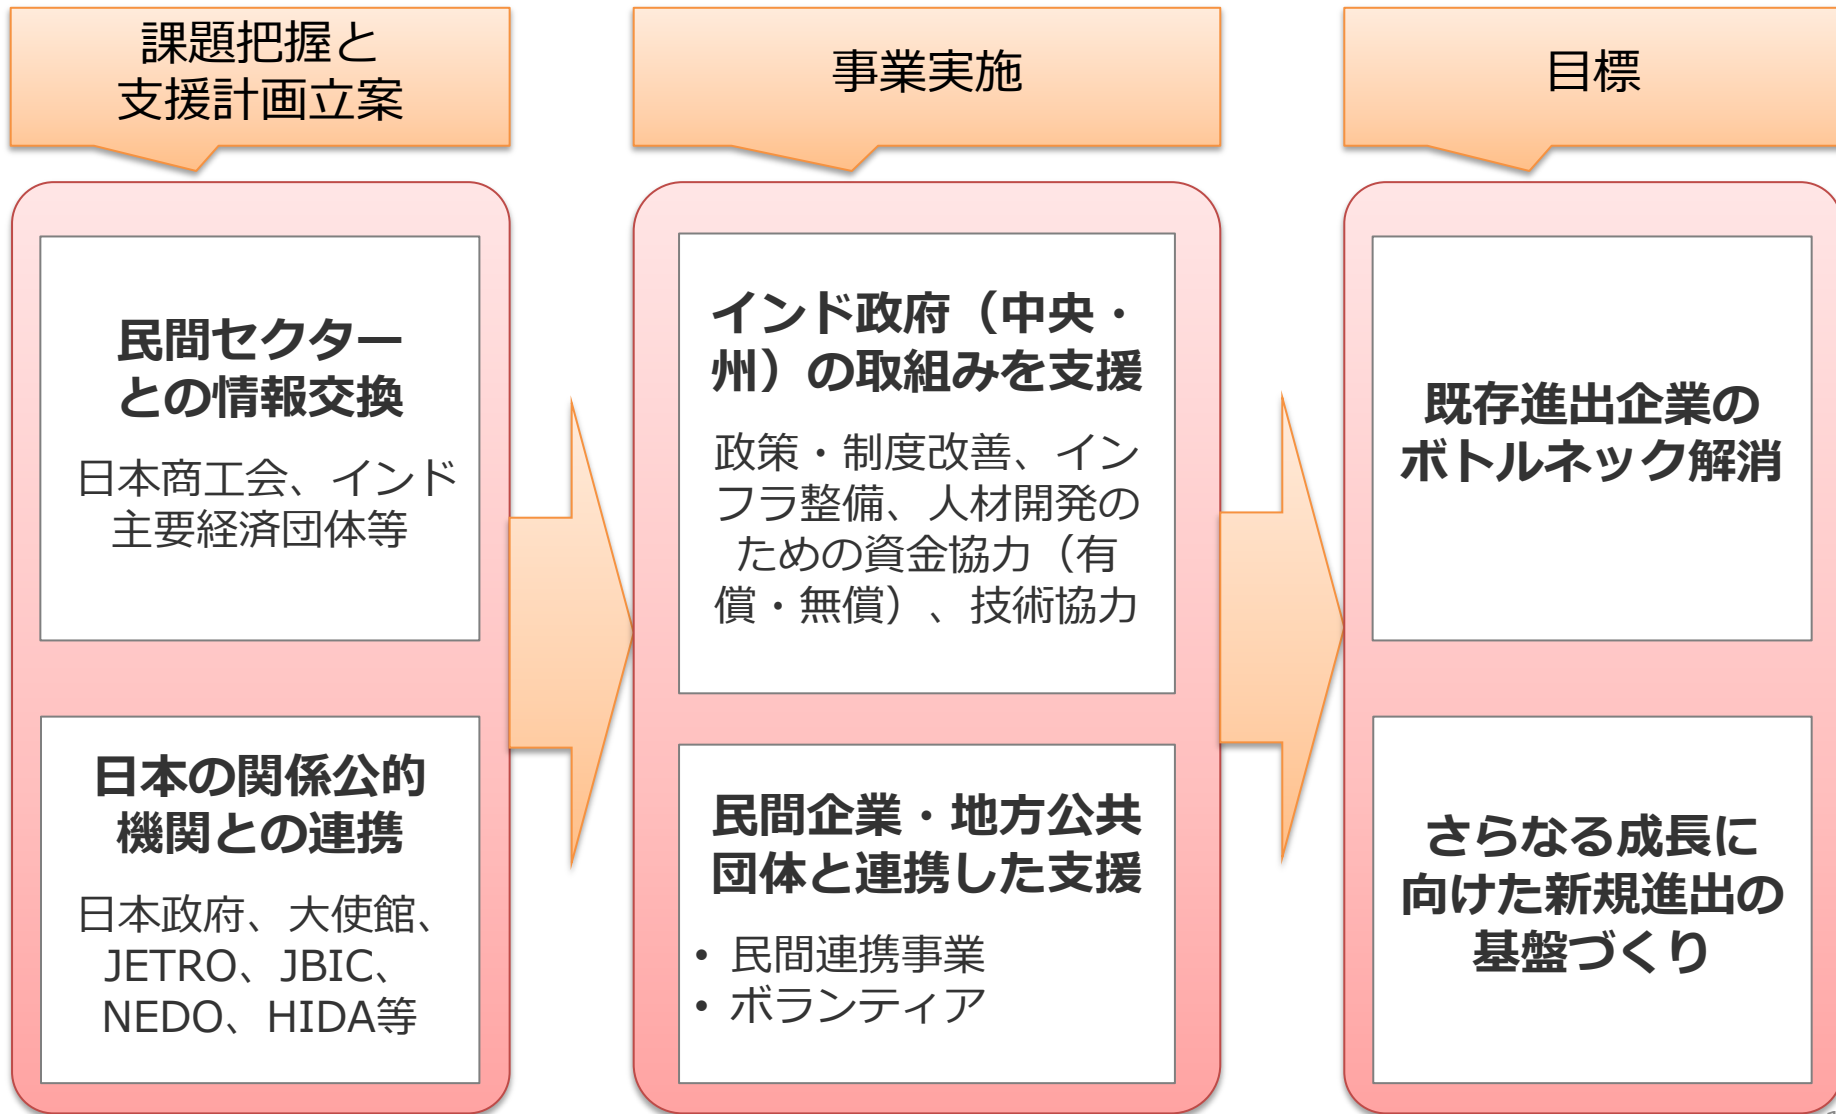 課題把握と
支援計画立案
民間セクター
との情報交換
日本商工会、インド
主要経済団体等
日本の関係公的
機関との連携
日本政府、大使館、
JETRO、JBIC、
NEDO、HIDA等
事業実施
インド政府（中央・
州）の取組みを支援
政策・制度改善、イン
フラ整備、人材開発の
ための資金協力（有
償・無償）、技術協力
民間企業・地方公共
団体と連携した支援
• 民間連携事業
• ボランティア
目標
既存進出企業の
ボトルネック解消
さらなる成長に
向けた新規進出の
基盤づくり